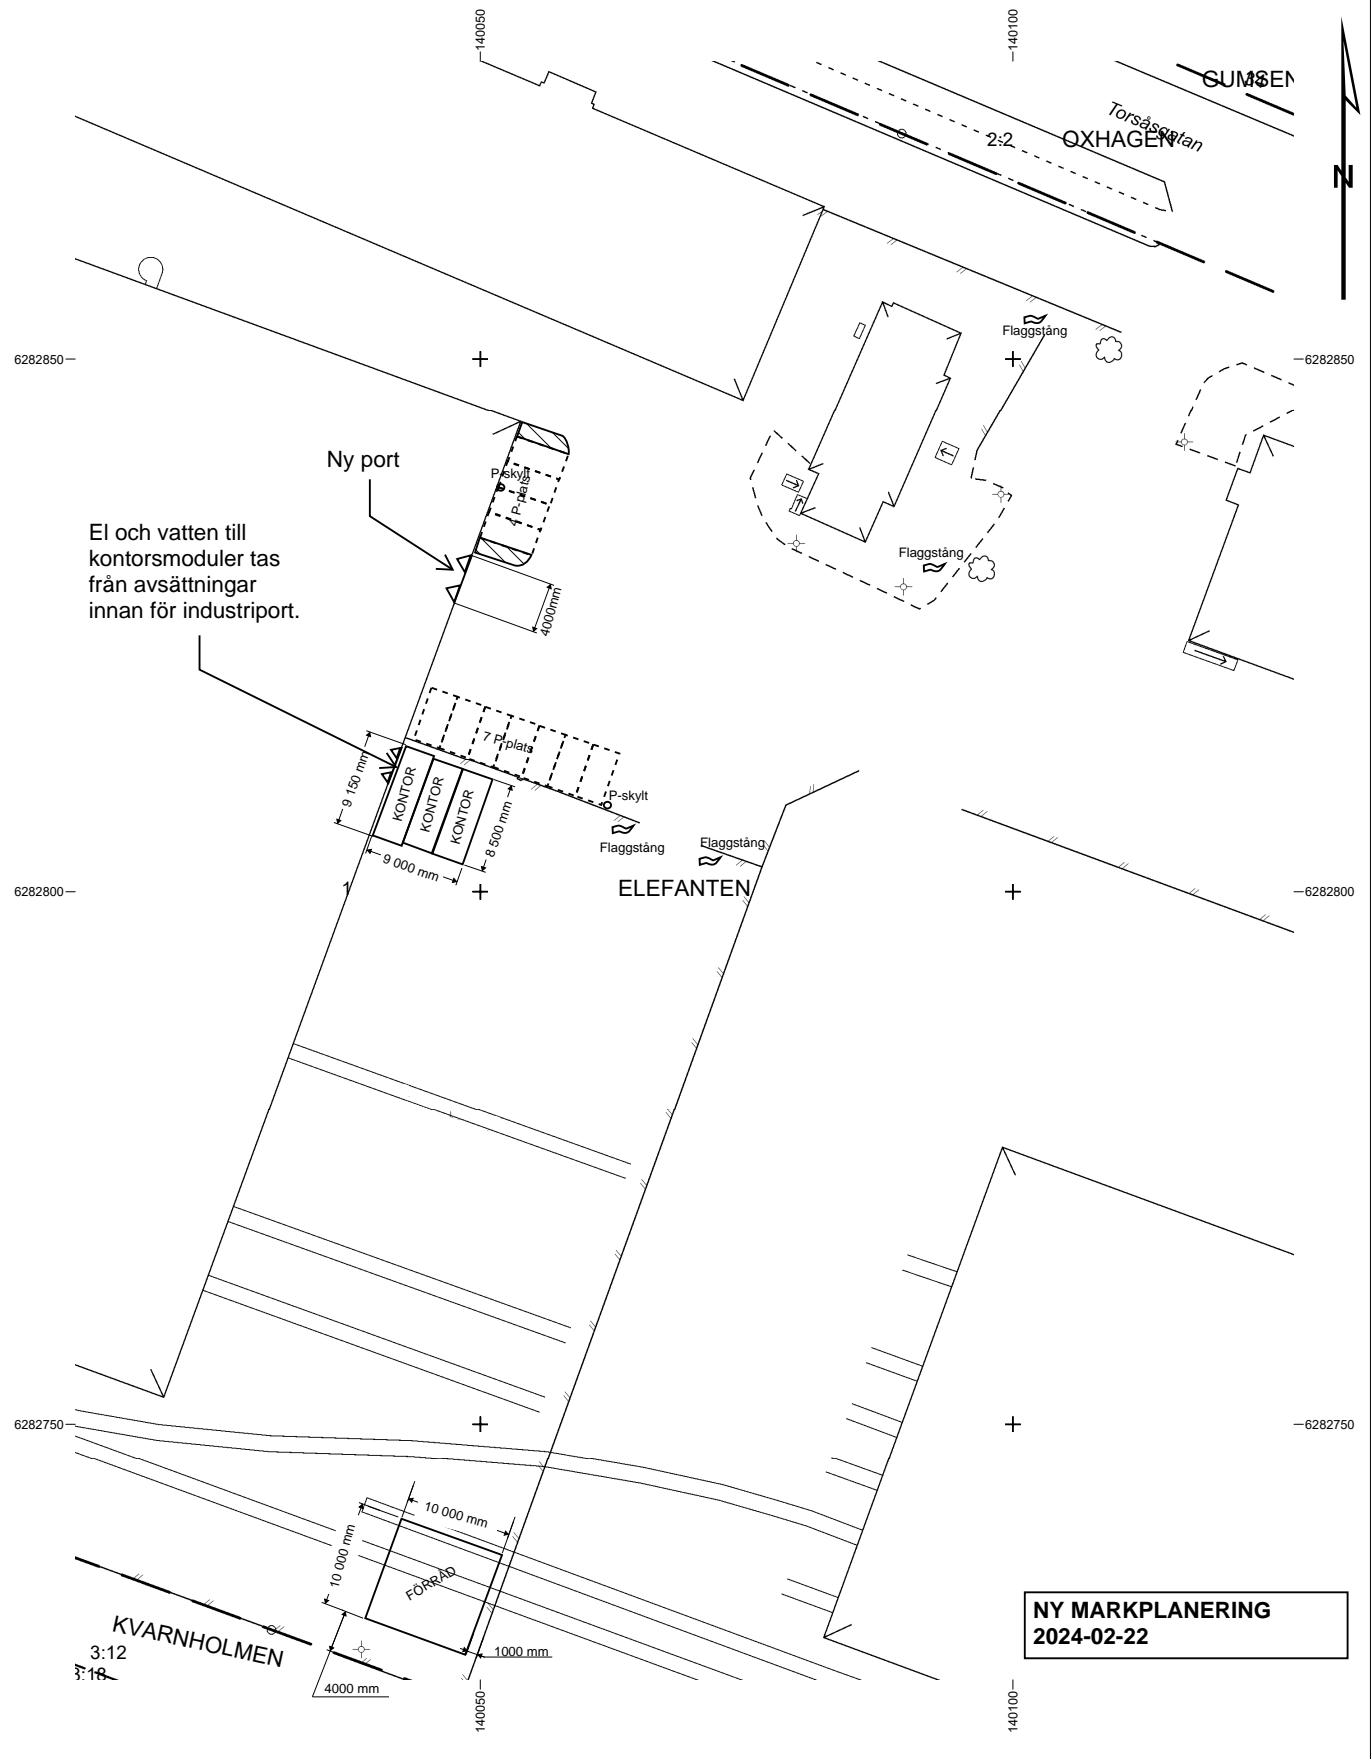 140050
140100
GUMSEN
Torsåsgatan
2:2
OXHAGEN
N
Flaggstång
6282850
6282850
Ny port
P-skylt
4 P-plats
El och vatten till
kontorsmoduler tas
från avsättningar
innan för industriport.
Flaggstång
4000mm
7 P-plats
9 150 mm
KONTOR
KONTOR
KONTOR
P-skylt
8 500 mm
Flaggstång
Flaggstång
9 000 mm
1
ELEFANTEN
6282800
6282800
6282750
6282750
10 000 mm
10 000 mm
FÖRRÅD
NY MARKPLANERING
2024-02-22
KVARNHOLMEN
3:12
3:18
1000 mm
4000 mm
140050
140100